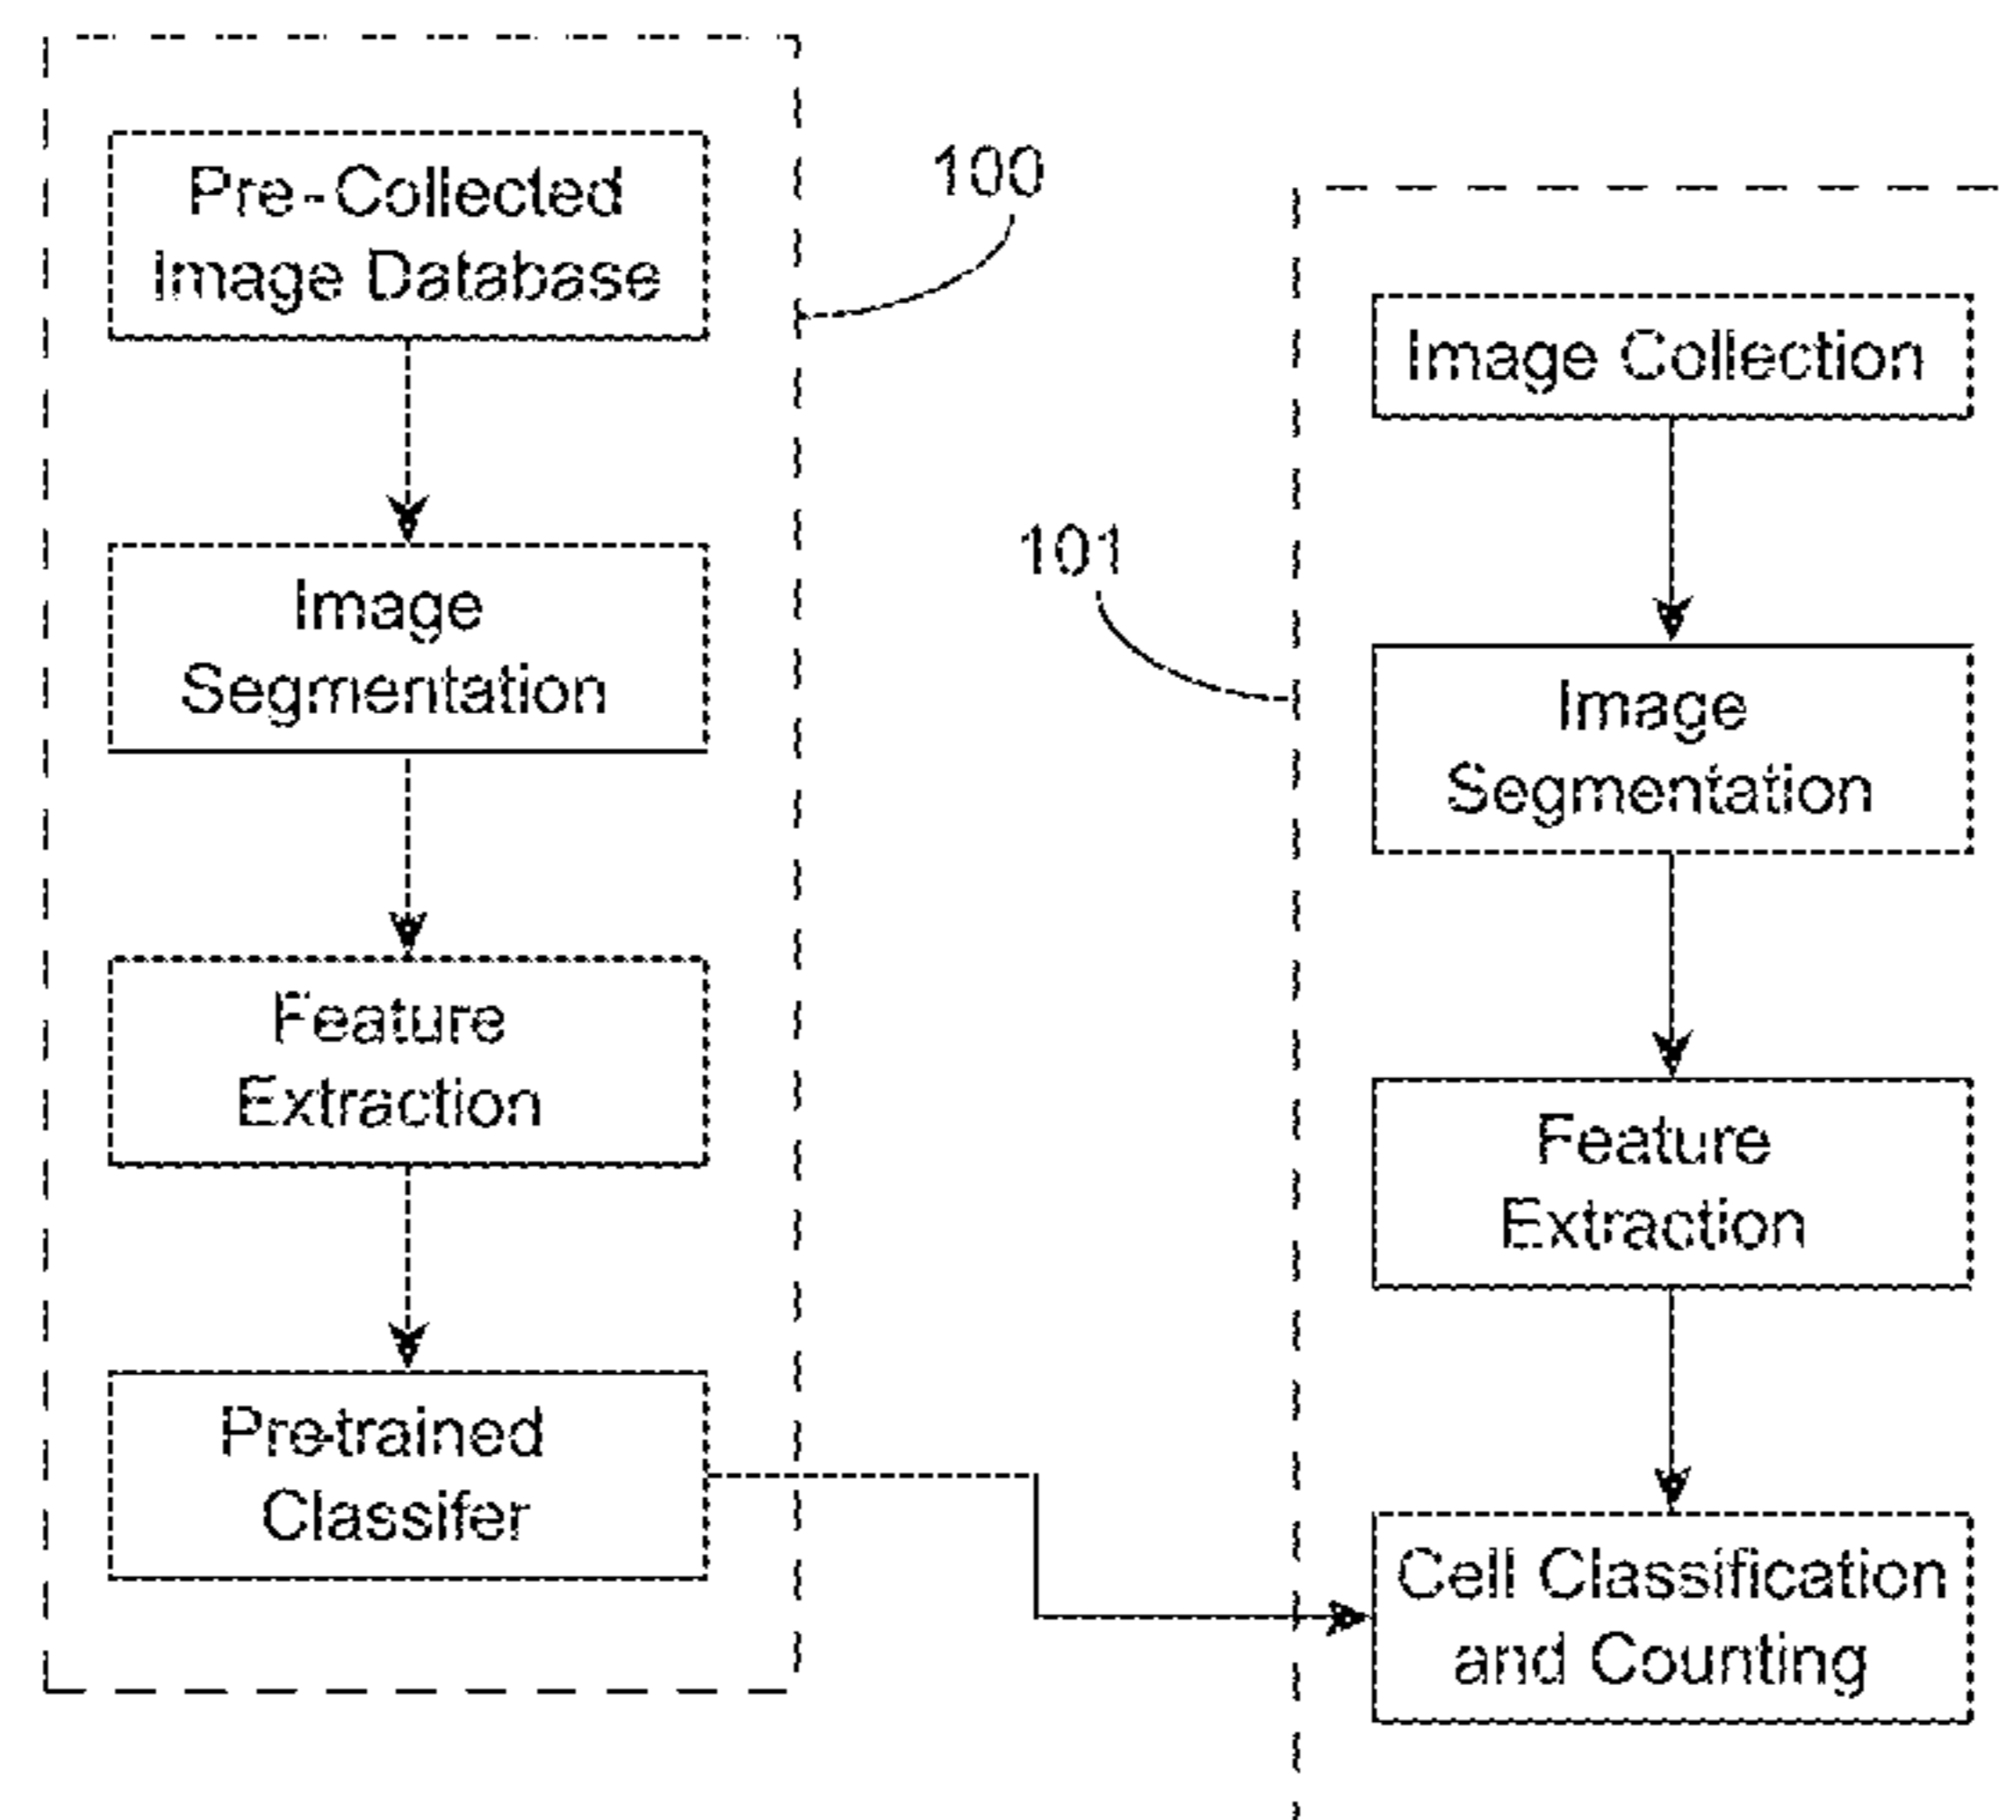 Pre-Collected
Image Database
Image
Segmentation
Feature
Extraction
Pre-trained
Classifer
100
101
Image Collection
Image
Segmentation
Feature
Extraction
Cell Classification
and Counting